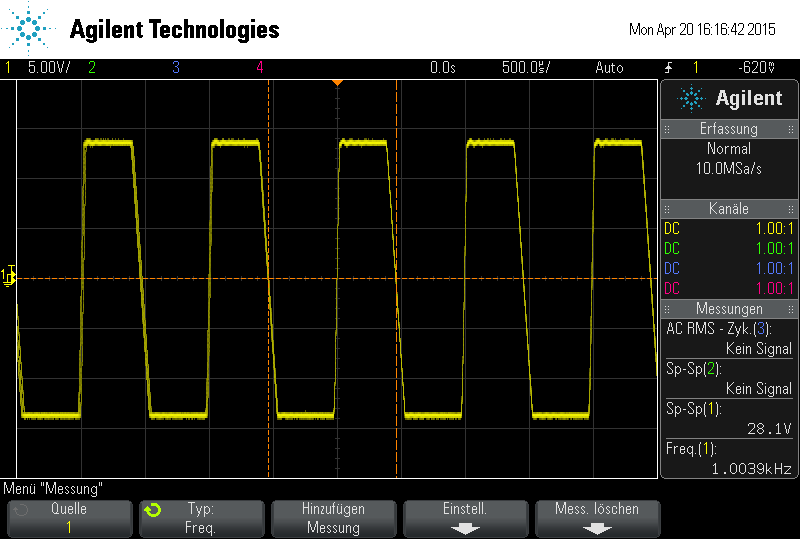 Agilent Technologies
Mon Apr 20 16:16:42 2015
1 5.00V/ 2 3 4 0.0s 500.0µs/ Auto 1 -620mV
Agilent
Erfassung
Normal
10.0MSa/s
Kanäle
DC 1.00:1
DC 1.00:1
DC 1.00:1
DC 1.00:1
Messungen
AC RMS - Zyk.(3):
Kein Signal
Sp-Sp(2):
Kein Signal
Sp-Sp(1):
28.1V
Freq.(1):
1.0039kHz
1
Menü "Messung"
Quelle
1
Typ:
Freq.
Hinzufügen
Messung
Einstell.
Mess. löschen